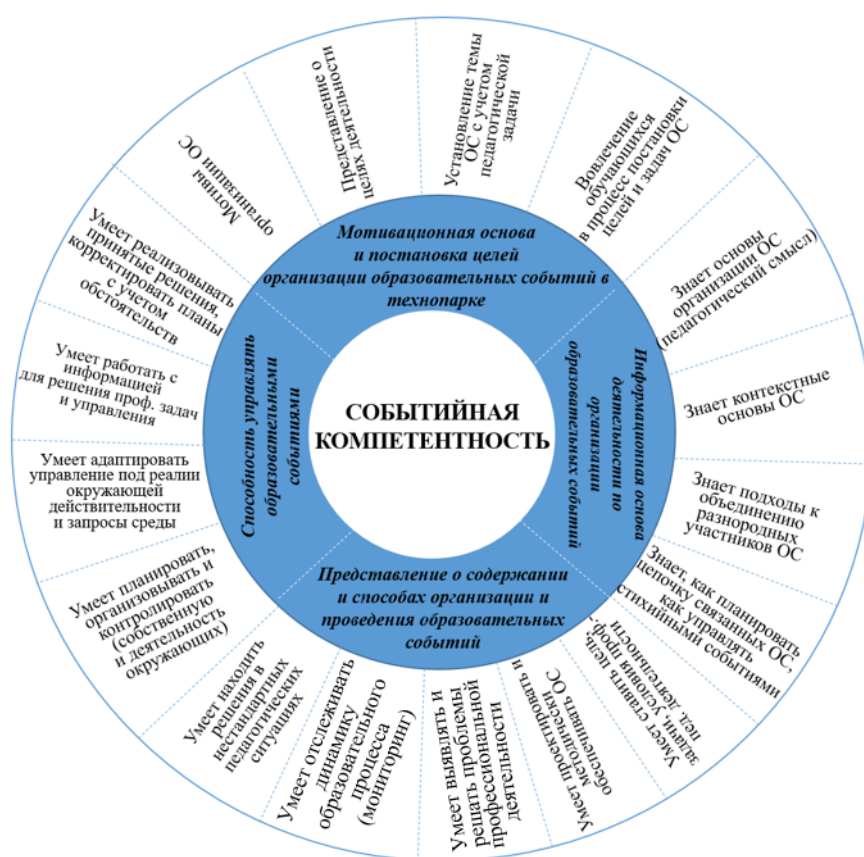 СОБЫТИЙНАЯ
КОМПЕТЕНТНОСТЬ
Мотивационная основа
и постановка целей
организации образовательных событий в
технопарке
Информационная основа
деятельности по
организации
образовательных событий
Представление о содержании
и способах организации и
проведения образовательных
событий
Способность управлять
образовательными
событиями
Мотивы
организации ОС
Представление о
целях деятельности
Установление темы
ОС с учетом
педагогической
задачи
Вовлечение
обучающихся
в процесс постановки
целей и задач ОС
Знает основы
организации ОС
(педагогический смысл)
Знает контекстные
основы ОС
Знает подходы к
объединению
разнородных
участников ОС
Знает, как планировать
цепочку связанных ОС,
как управлять
стихийными событиями
Умеет ставить цель,
задачи, условия проф.-
пед. деятельности
Умеет проектировать и
методически
обеспечивать ОС
Умеет выявлять и
решать проблемы
профессиональной
деятельности
Умеет отслеживать
динамику
образовательного
процесса
(мониторинг)
Умеет находить
решения в
нестандартных
педагогических
ситуациях
Умеет планировать,
организовывать и
контролировать
(собственную
и деятельность
окружающих)
Умеет адаптировать
управление под реалии
окружающей
действительности
и запросы среды
Умеет работать с
информацией
для решения проф. задач
и управления
Умеет реализовывать
принятые решения,
корректировать планы
с учетом
обстоятельств